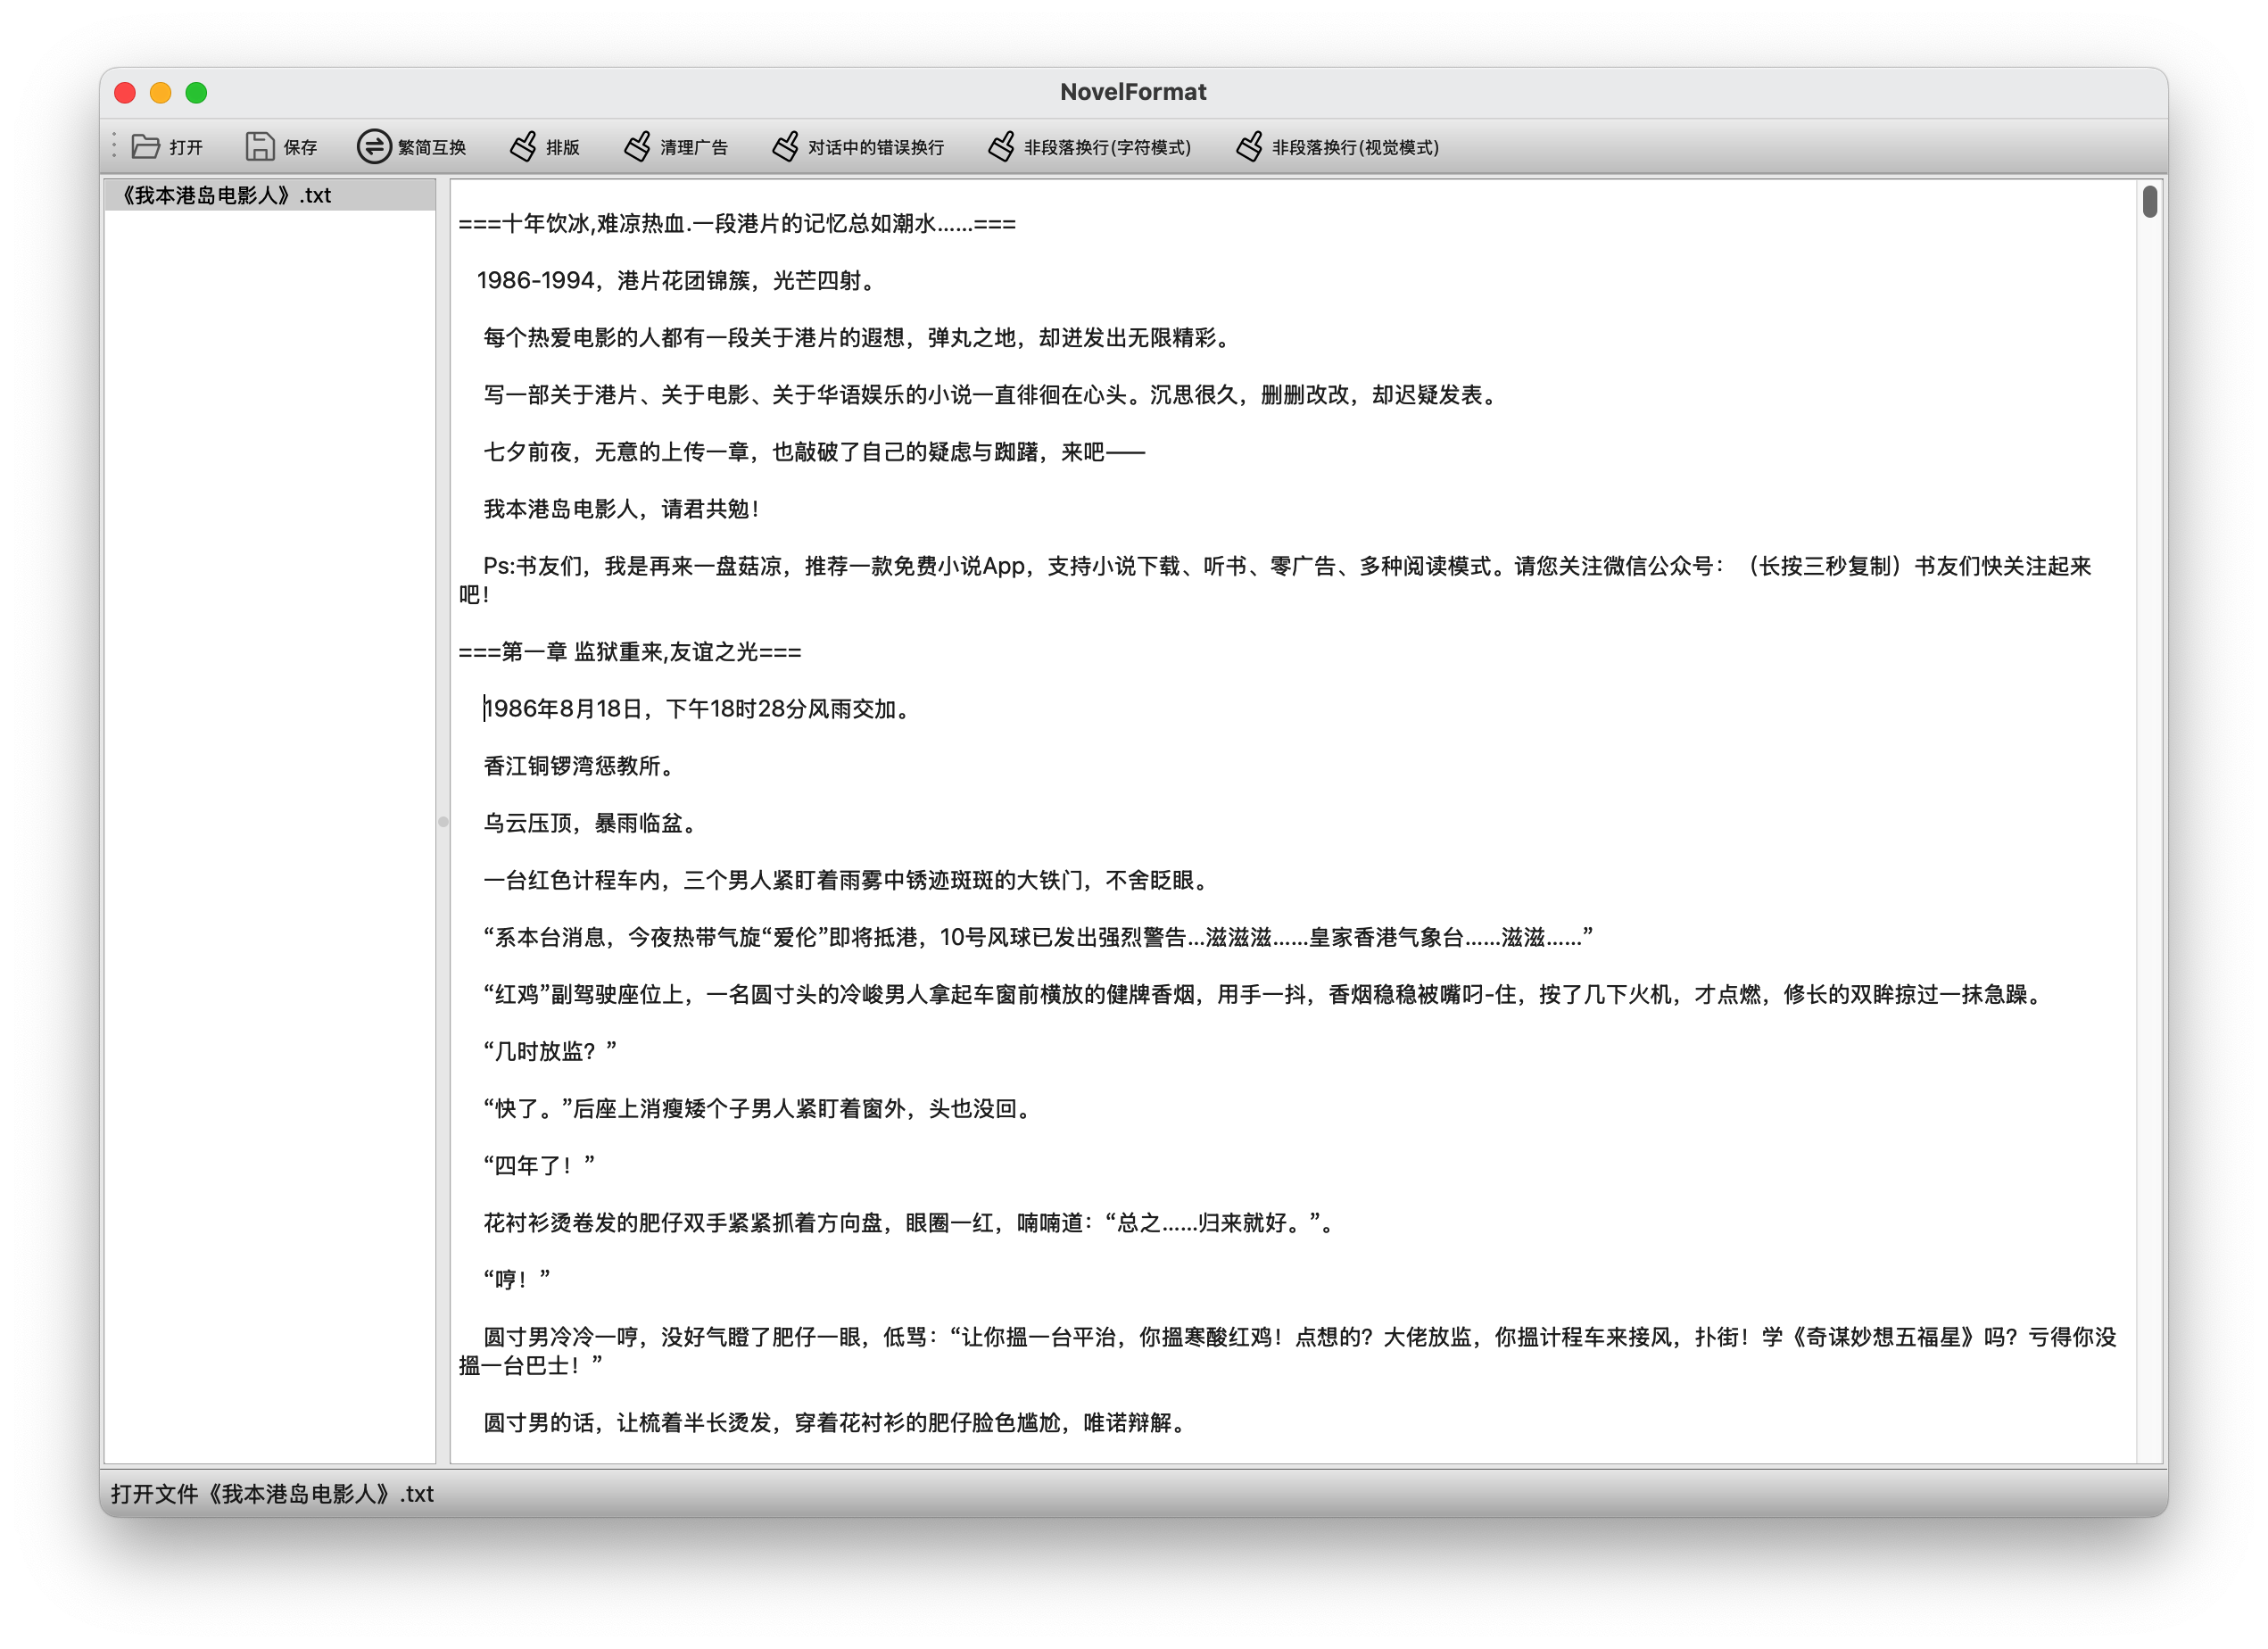 NovelFormat
打开 保存 繁简互换 排版 清理广告 对话中的错误换行 非段落换行(字符模式) 非段落换行(视觉模式)
《我本港岛电影人》.txt
===十年饮冰,难凉热血.一段港片的记忆总如潮水......===
1986-1994，港片花团锦簇，光芒四射。
每个热爱电影的人都有一段关于港片的遐想，弹丸之地，却迸发出无限精彩。
写一部关于港片、关于电影、关于华语娱乐的小说一直徘徊在心头。沉思很久，删删改改，却迟疑发表。
七夕前夜，无意的上传一章，也敲破了自己的疑虑与踟躇，来吧——
我本港岛电影人，请君共勉！
Ps:书友们，我是再来一盘菇凉，推荐一款免费小说App，支持小说下载、听书、零广告、多种阅读模式。请您关注微信公众号：（长按三秒复制）书友们快关注起来
吧！
===第一章 监狱重来,友谊之光===
1986年8月18日，下午18时28分风雨交加。
香江铜锣湾惩教所。
乌云压顶，暴雨临盆。
一台红色计程车内，三个男人紧盯着雨雾中锈迹斑斑的大铁门，不舍眨眼。
“系本台消息，今夜热带气旋“爱伦”即将抵港，10号风球已发出强烈警告...滋滋滋......皇家香港气象台......滋滋......”
“红鸡”副驾驶座位上，一名圆寸头的冷峻男人拿起车窗前横放的健牌香烟，用手一抖，香烟稳稳被嘴叼-住，按了几下火机，才点燃，修长的双眸掠过一抹急躁。
“几时放监？”
“快了。”后座上消瘦矮个子男人紧盯着窗外，头也没回。
“四年了！”
花衬衫烫卷发的肥仔双手紧紧抓着方向盘，眼圈一红，喃喃道：“总之......归来就好。”。
“哼！”
圆寸男冷冷一哼，没好气瞪了肥仔一眼，低骂：“让你搵一台平治，你搵寒酸红鸡！点想的？大佬放监，你搵计程车来接风，扑街！学《奇谋妙想五福星》吗？亏得你没
搵一台巴士！”
圆寸男的话，让梳着半长烫发，穿着花衬衫的肥仔脸色尴尬，唯诺辩解。
打开文件《我本港岛电影人》.txt